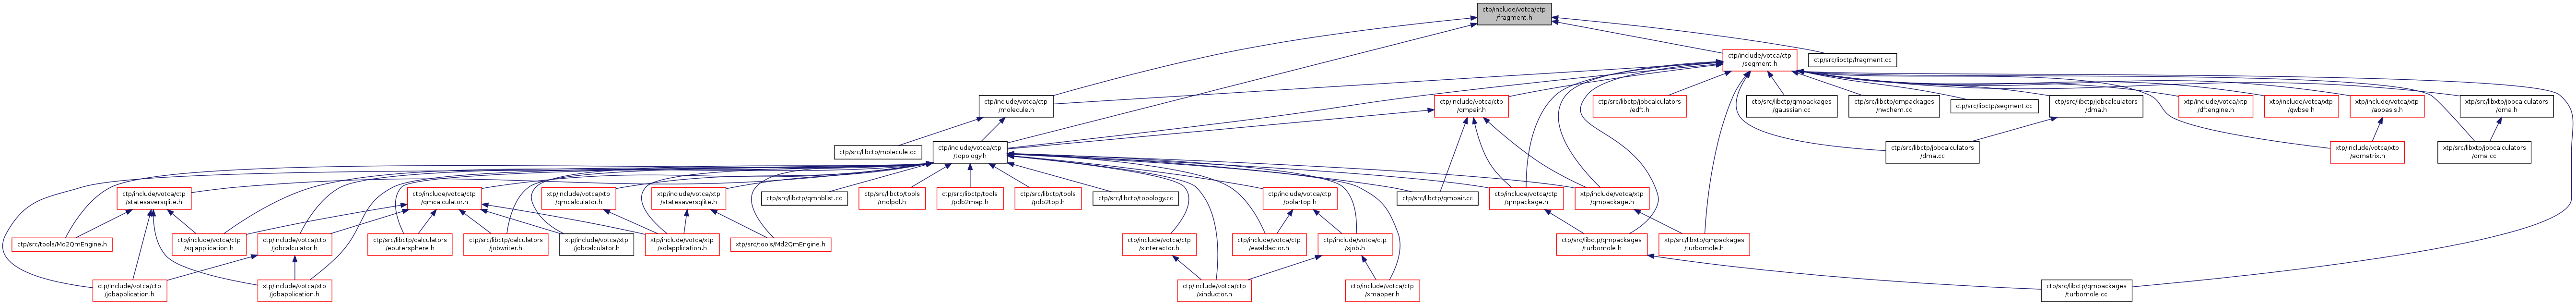 ctp/include/votca/ctp
/fragment.h
ctp/include/votca/ctp
/segment.h
ctp/src/libctp/fragment.cc
ctp/include/votca/ctp
/molecule.h
ctp/include/votca/ctp
/qmpair.h
ctp/src/libctp/jobcalculators
/edft.h
ctp/src/libctp/qmpackages
/gaussian.cc
ctp/src/libctp/qmpackages
/nwchem.cc
ctp/src/libctp/segment.cc
ctp/src/libctp/jobcalculators
/dma.h
xtp/include/votca/xtp
/dftengine.h
xtp/include/votca/xtp
/gwbse.h
xtp/include/votca/xtp
/aobasis.h
xtp/src/libxtp/jobcalculators
/dma.h
ctp/src/libctp/molecule.cc
ctp/include/votca/ctp
/topology.h
ctp/src/libctp/jobcalculators
/dma.cc
xtp/include/votca/xtp
/aomatrix.h
xtp/src/libxtp/jobcalculators
/dma.cc
ctp/include/votca/ctp
/statesaversqlite.h
ctp/include/votca/ctp
/qmcalculator.h
xtp/include/votca/xtp
/qmcalculator.h
xtp/include/votca/xtp
/statesaversqlite.h
ctp/src/libctp/qmnblist.cc
ctp/src/libctp/tools
/molpol.h
ctp/src/libctp/tools
/pdb2map.h
ctp/src/libctp/tools
/pdb2top.h
ctp/src/libctp/topology.cc
ctp/include/votca/ctp
/polartop.h
ctp/src/libctp/qmpair.cc
ctp/include/votca/ctp
/qmpackage.h
xtp/include/votca/xtp
/qmpackage.h
ctp/src/tools/Md2QmEngine.h
ctp/include/votca/ctp
/sqlapplication.h
ctp/include/votca/ctp
/jobcalculator.h
ctp/src/libctp/calculators
/eoutersphere.h
ctp/src/libctp/calculators
/jobwriter.h
xtp/include/votca/xtp
/jobcalculator.h
xtp/include/votca/xtp
/sqlapplication.h
xtp/src/tools/Md2QmEngine.h
ctp/include/votca/ctp
/xinteractor.h
ctp/include/votca/ctp
/ewaldactor.h
ctp/include/votca/ctp
/xjob.h
ctp/src/libctp/qmpackages
/turbomole.h
xtp/src/libxtp/qmpackages
/turbomole.h
ctp/include/votca/ctp
/jobapplication.h
xtp/include/votca/xtp
/jobapplication.h
ctp/include/votca/ctp
/xinductor.h
ctp/include/votca/ctp
/xmapper.h
ctp/src/libctp/qmpackages
/turbomole.cc